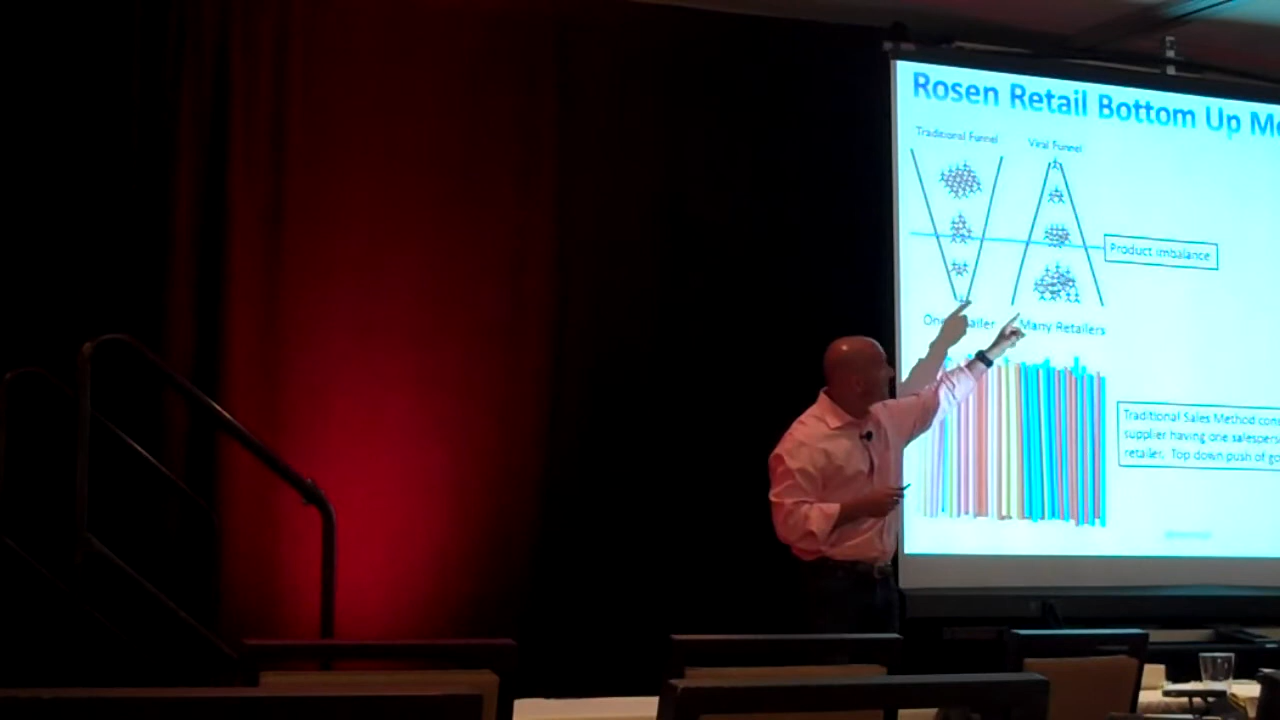 Rosen Retail Bottom Up
Traditional Funnel
Viral Funnel
Product imbalance
Many Retailers
Traditional Sales Method
supplier having one
retailer. Top down push of